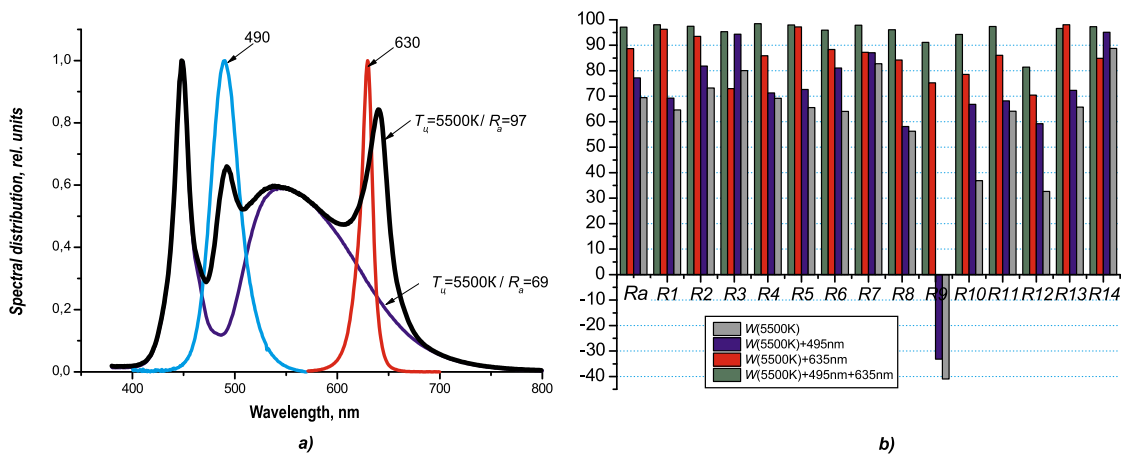 490
630
1,0
0,8
0,6
0,4
0,2
0,0
Spectral distribution, rel. units
Tц=5500K/ Ra=97
Tц=5500K / Ra=69
400
500
600
700
800
Wavelength, nm
a)
100
90
80
70
60
50
40
30
20
10
0
-10
-20
-30
-40
Ra R1 R2 R3 R4 R5 R6 R7 R8 R9 R10 R11 R12 R13 R14
W(5500K)
W(5500K)+495nm
W(5500K)+635nm
W(5500K)+495nm+635nm
b)